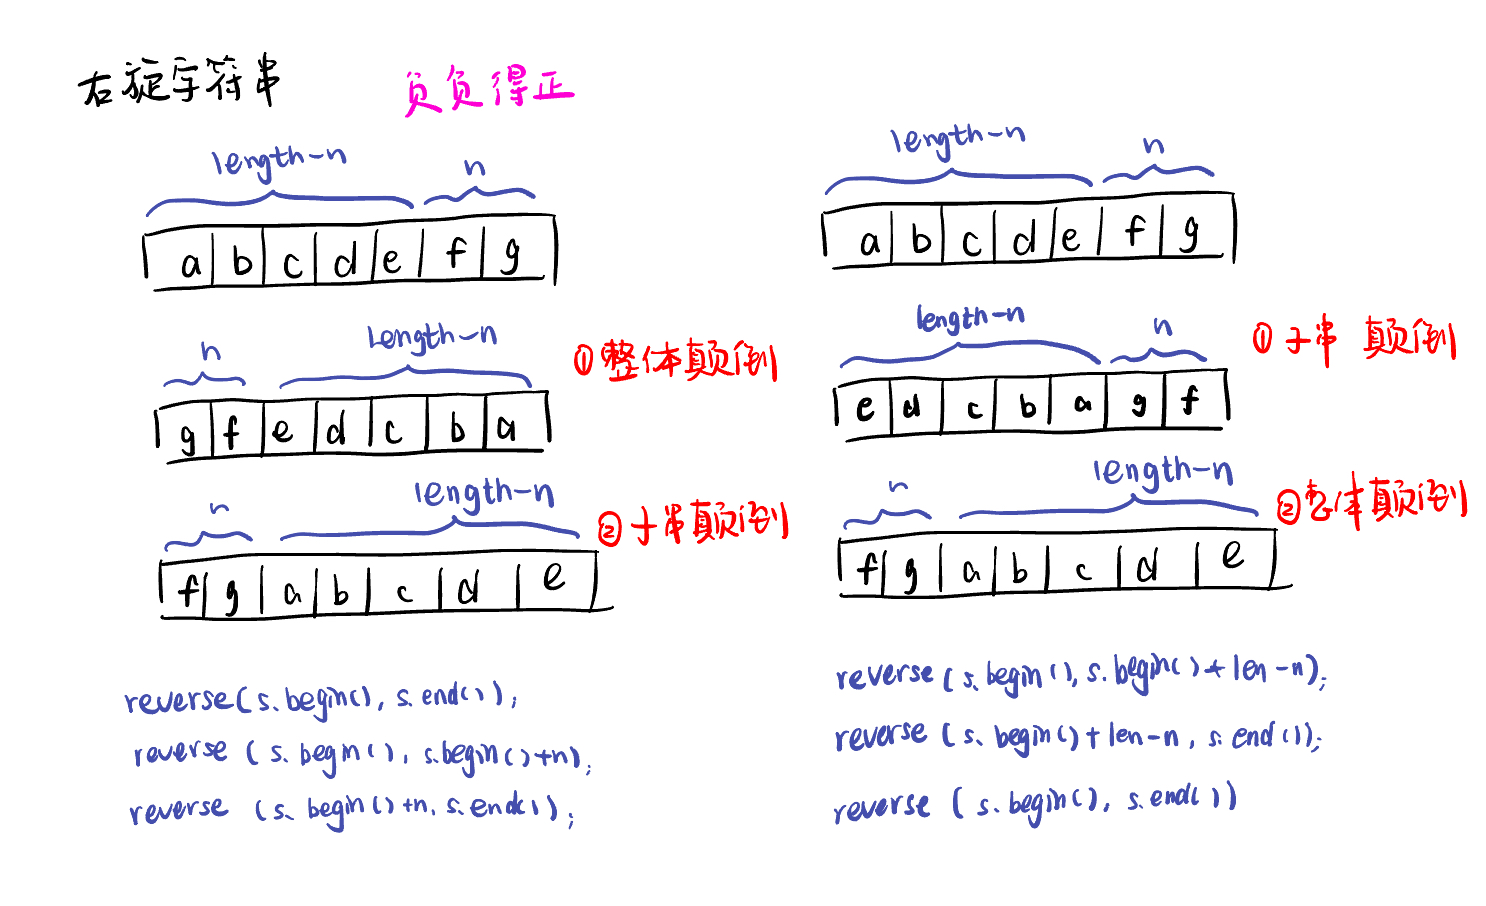 右旋字符串 负负得正
length-n n
a b c d e f g
n Length-n
①整体颠倒
g f e d c b a
n length-n
②子串颠倒
f g a b c d e
reverse(s.begin(), s.end());
reverse (s.begin(), s.begin()+n);
reverse (s.begin()+n, s.end());
length-n n
a b c d e f g
length-n n
①子串 颠倒
e d c b a g f
n length-n
②整体颠倒
f g a b c d e
reverse (s.begin(), s.begin()+len-n);
reverse (s.begin()+len-n, s.end());
reverse (s.begin(), s.end())